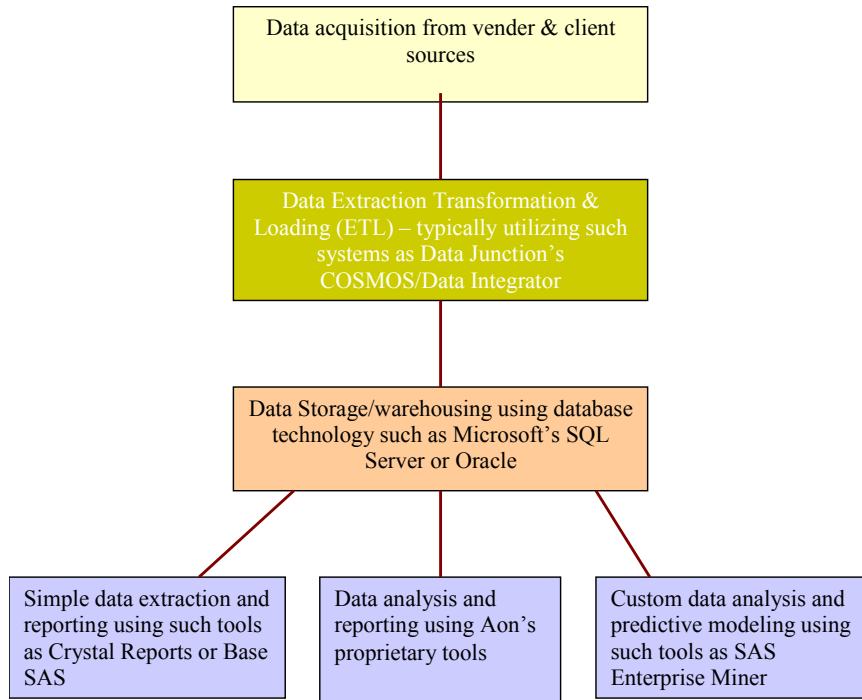 Data acquisition from vender & client
sources
Data Extraction Transformation &
Loading (ETL) – typically utilizing such
systems as Data Junction’s
COSMOS/Data Integrator
Data Storage/warehousing using database
technology such as Microsoft’s SQL
Server or Oracle
Simple data extraction and
reporting using such tools
as Crystal Reports or Base
SAS
Data analysis and
reporting using Aon’s
proprietary tools
Custom data analysis and
predictive modeling using
such tools as SAS
Enterprise Miner